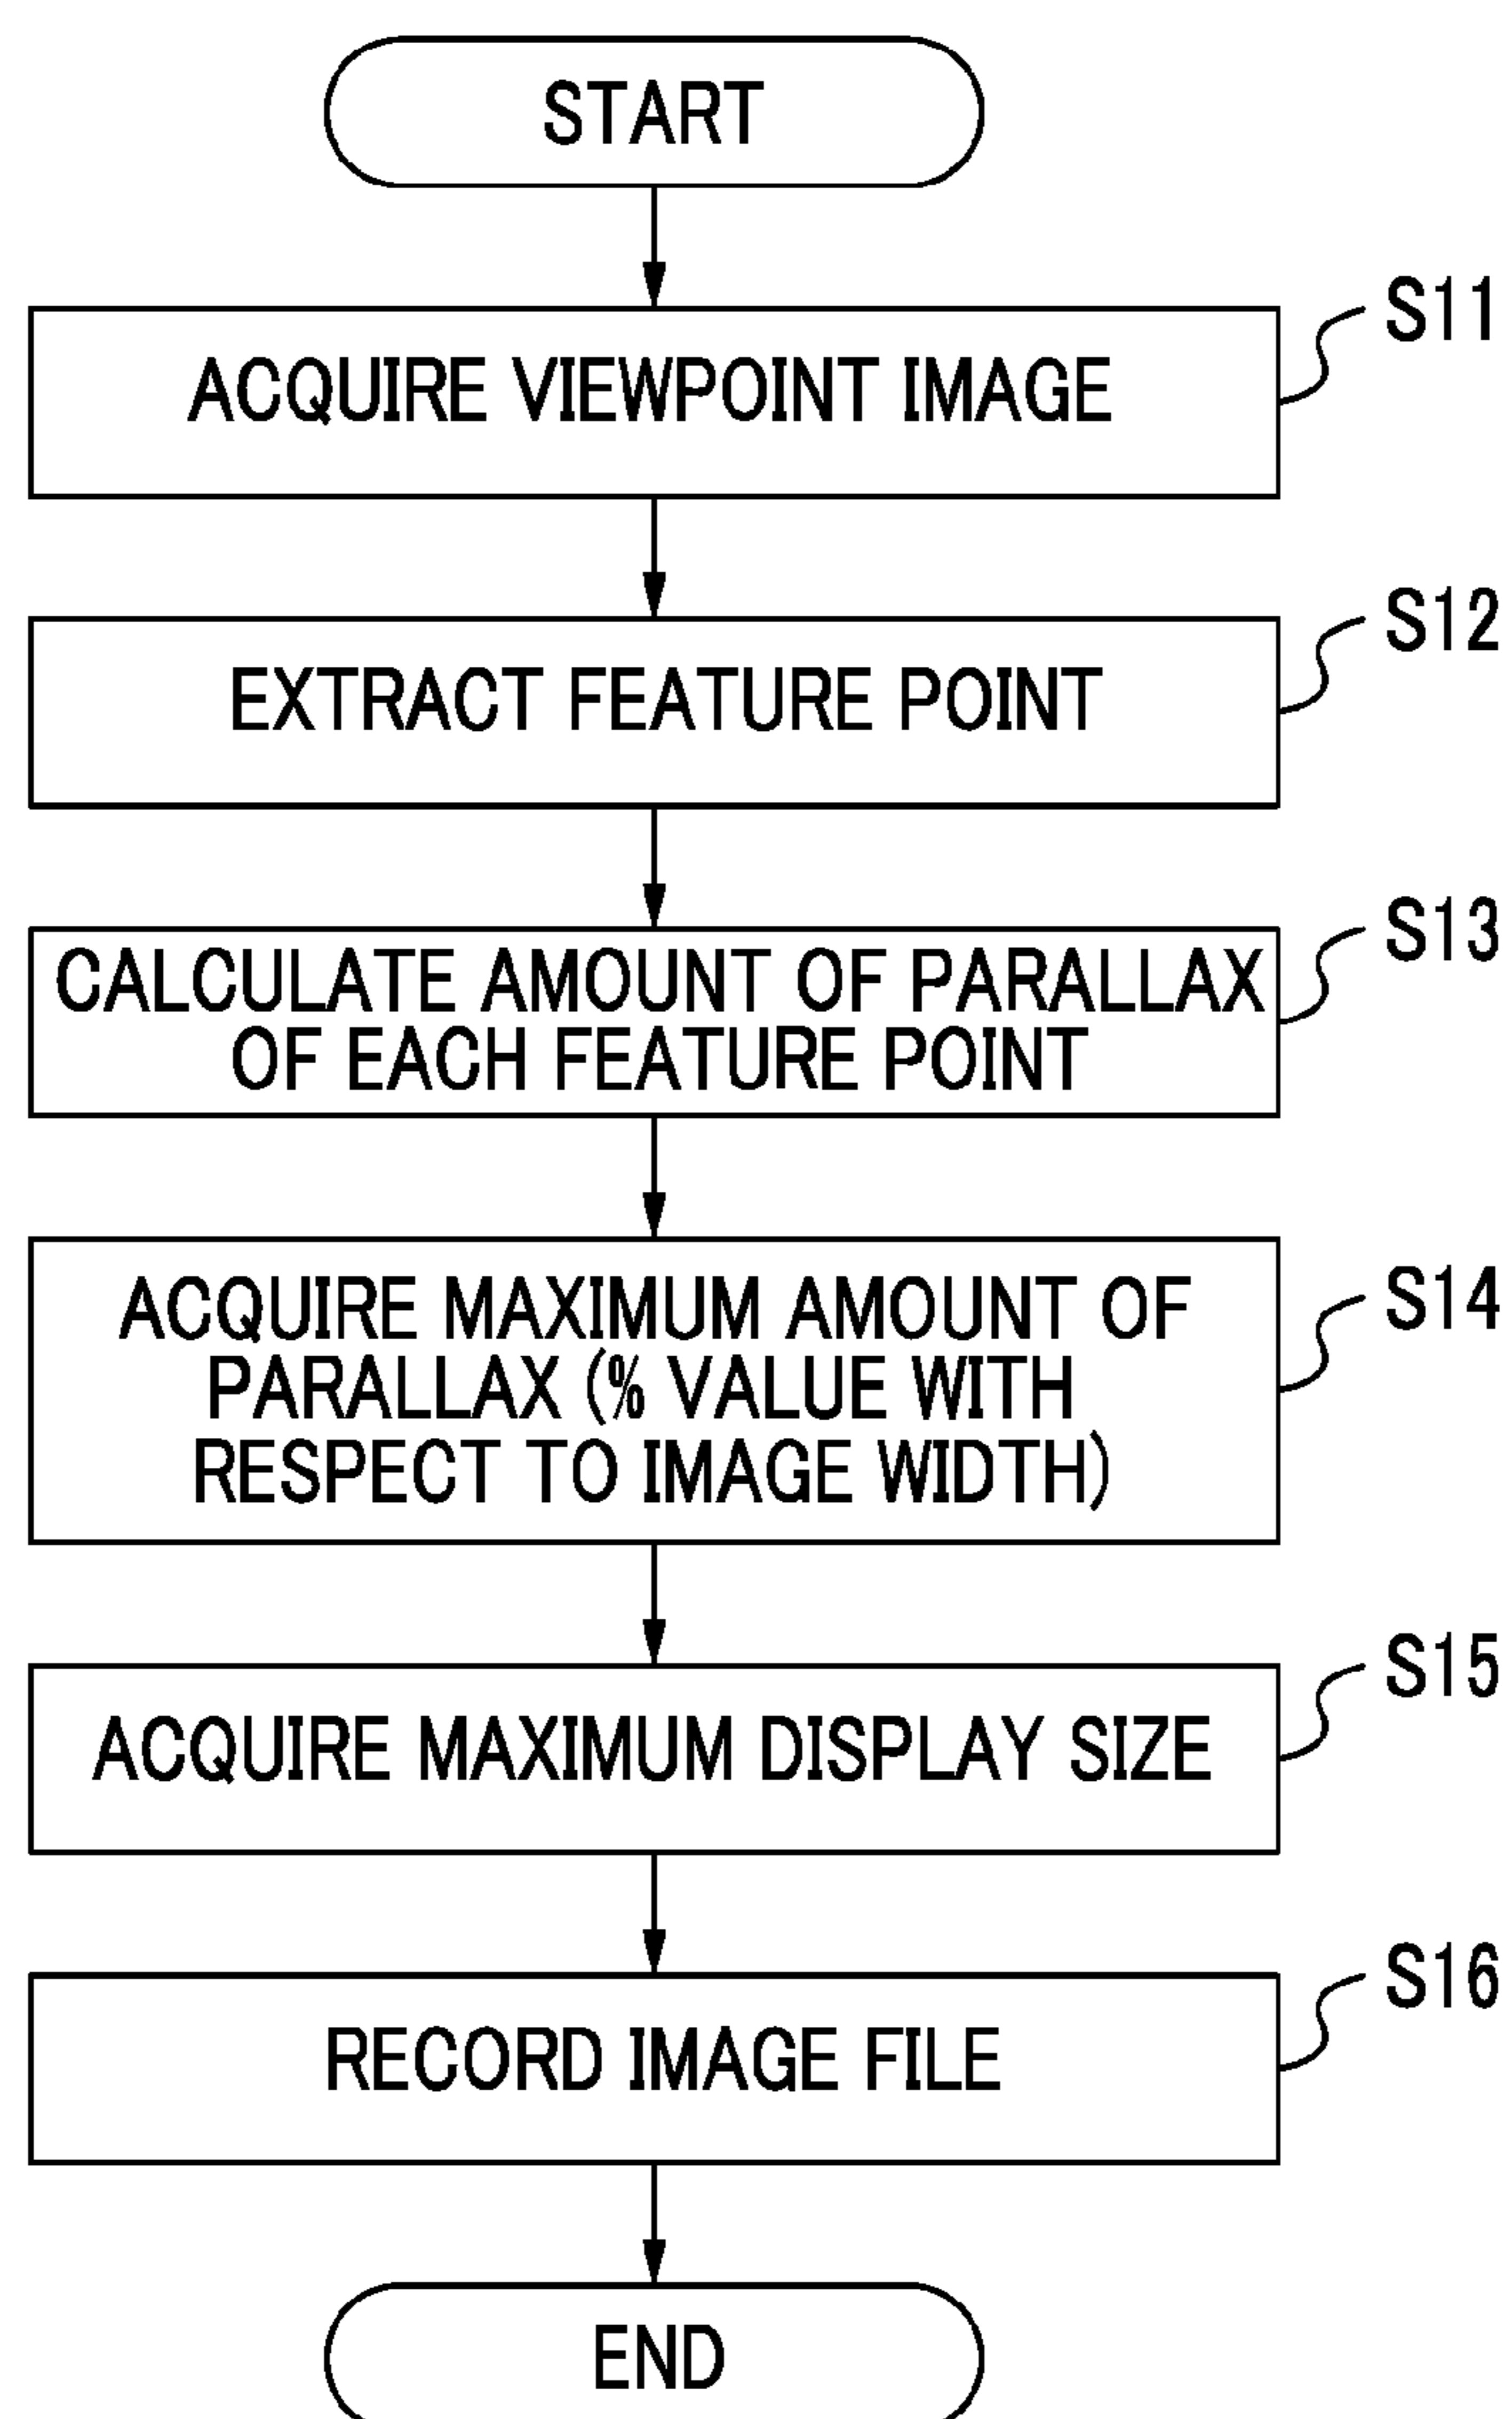 START
S11
ACQUIRE VIEWPOINT IMAGE
S12
EXTRACT FEATURE POINT
S13
CALCULATE AMOUNT OF PARALLAX
OF EACH FEATURE POINT
S14
ACQUIRE MAXIMUM AMOUNT OF
PARALLAX (% VALUE WITH
RESPECT TO IMAGE WIDTH)
S15
ACQUIRE MAXIMUM DISPLAY SIZE
S16
RECORD IMAGE FILE
END